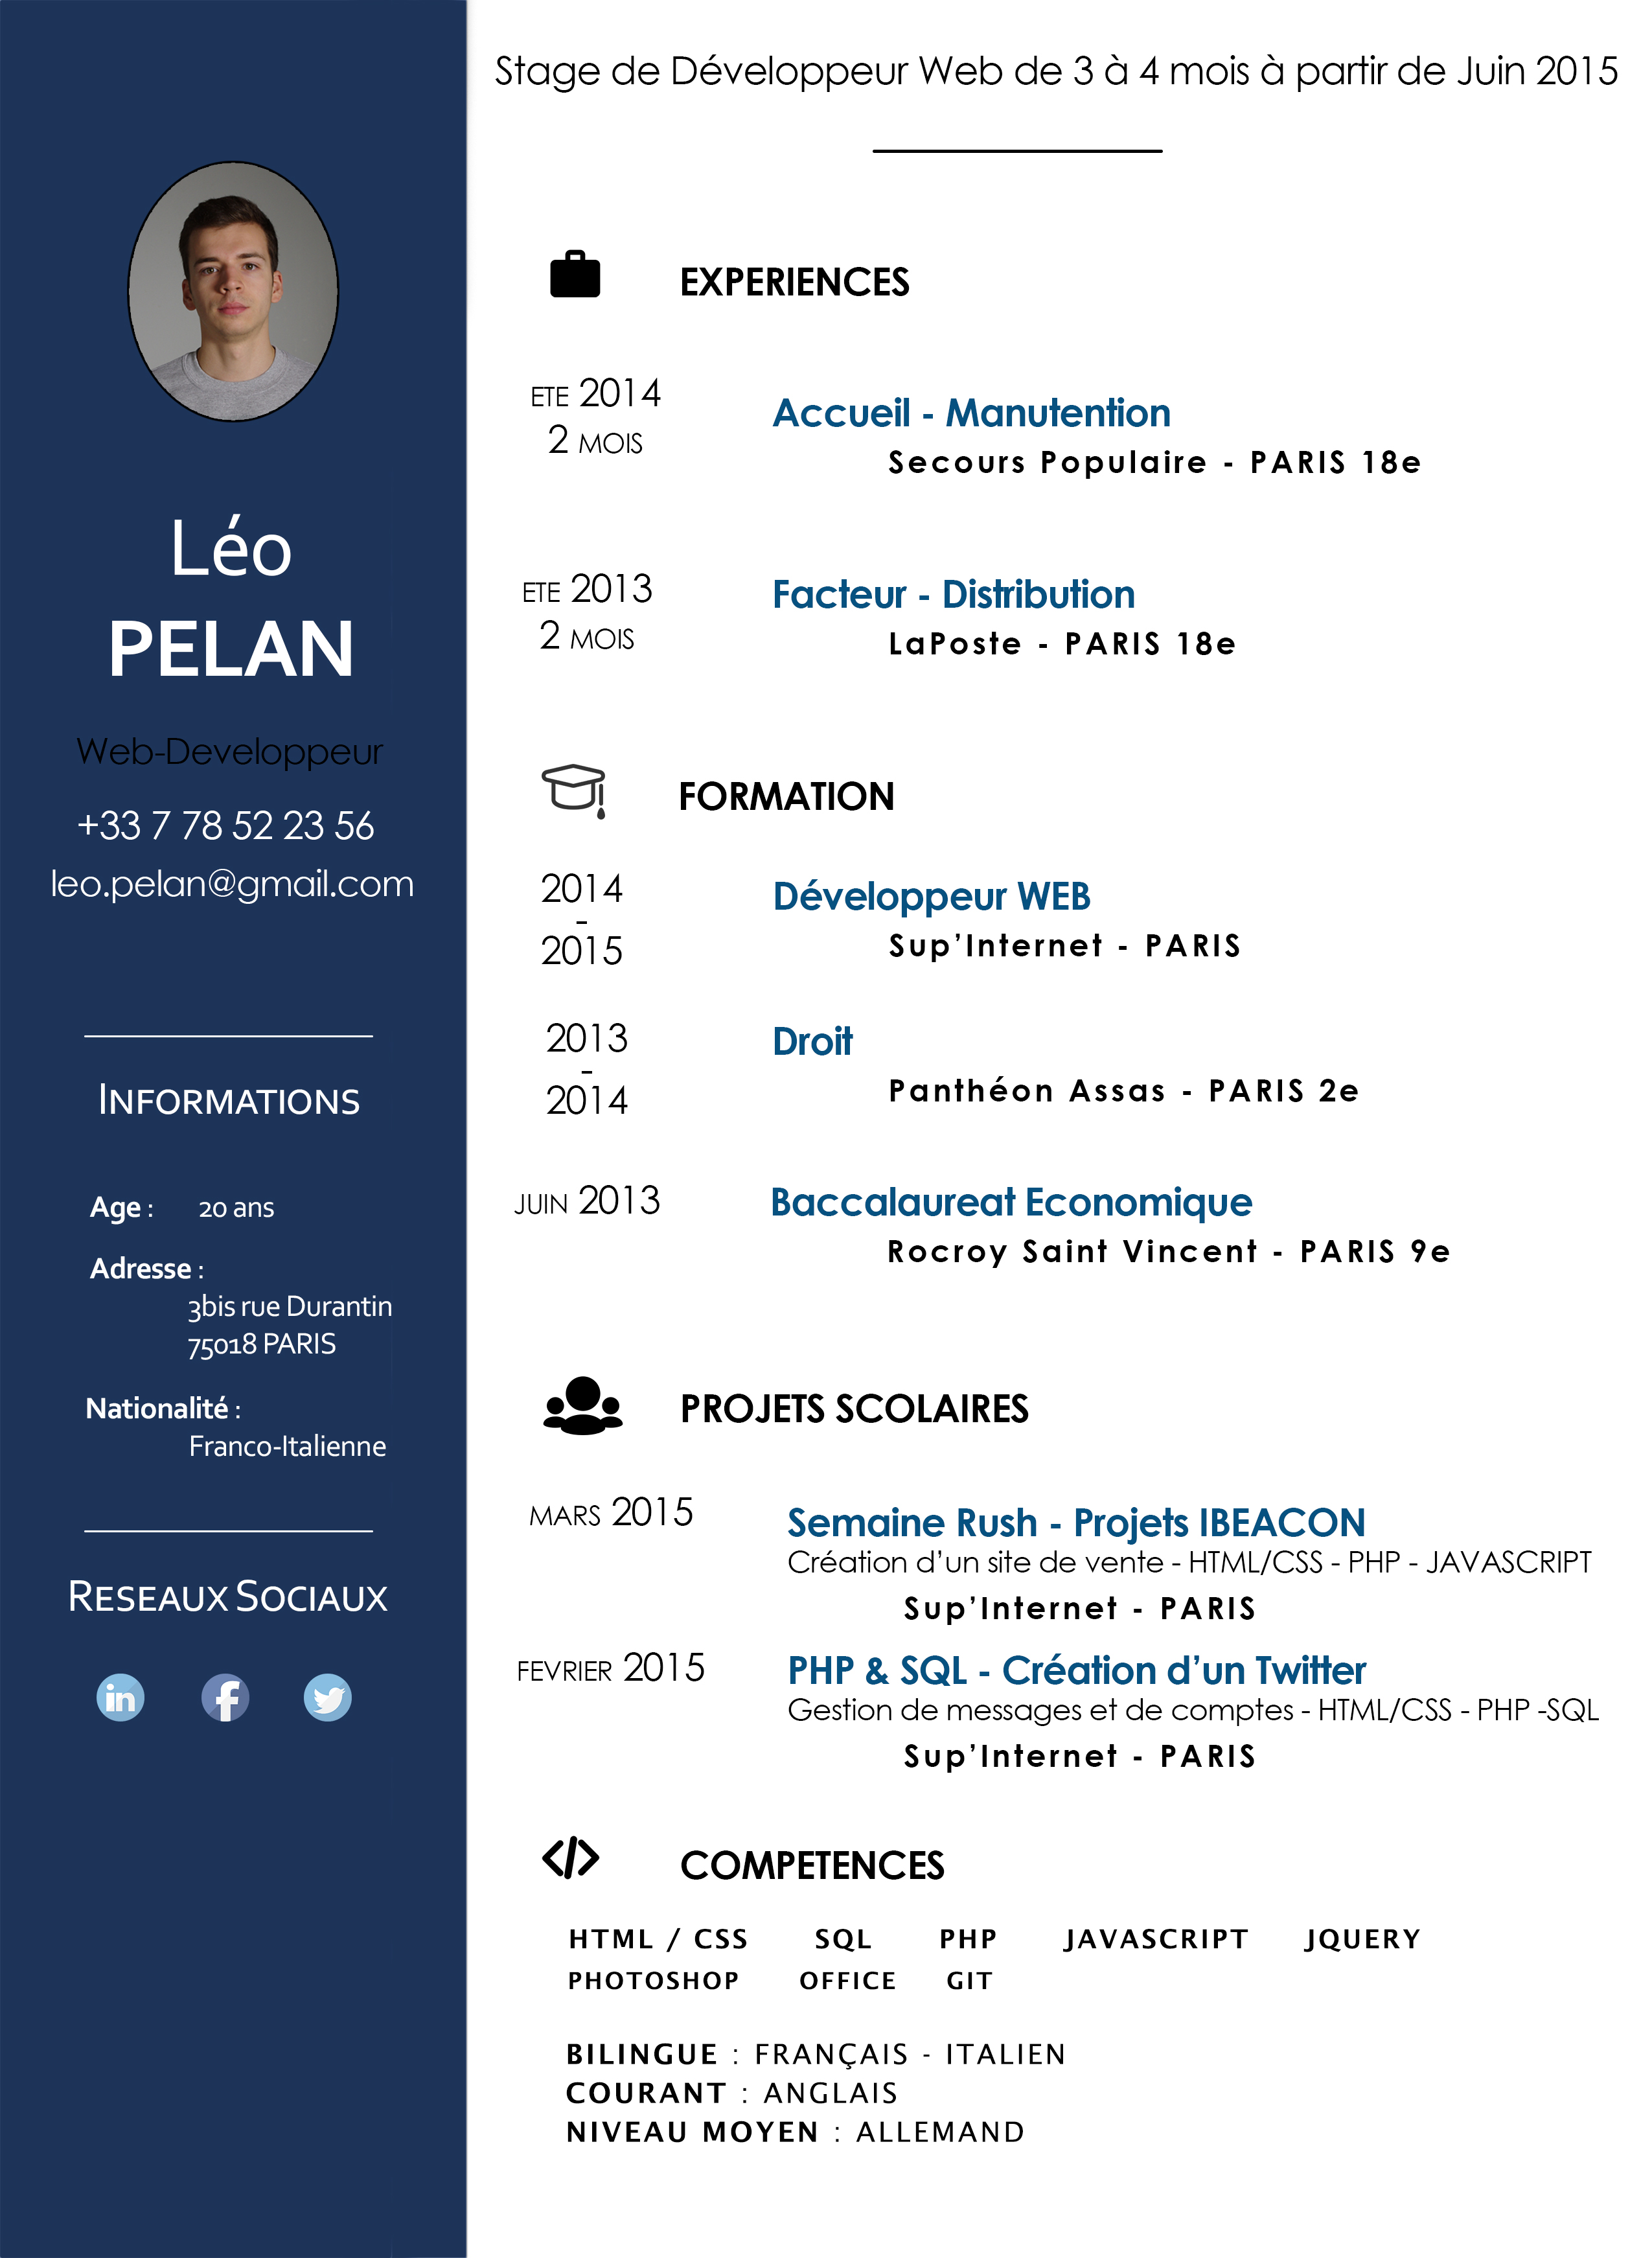 Stage de Développeur Web de 3 à 4 mois à partir de Juin 2015
Léo
PELAN
Web-Developpeur
+33 7 78 52 23 56
leo.pelan@gmail.com
INFORMATIONS
Age : 20 ans
Adresse :
3bis rue Durantin
75018 PARIS
Nationalité :
Franco-Italienne
RESEAUX SOCIAUX
in f
EXPERIENCES
ETE 2014
2 MOIS
Accueil - Manutention
Secours Populaire - PARIS 18e
ETE 2013
2 MOIS
Facteur - Distribution
LaPoste - PARIS 18e
FORMATION
2014
-
2015
Développeur WEB
Sup'Internet - PARIS
2013
-
2014
Droit
Panthéon Assas - PARIS 2e
JUIN 2013
Baccalaureat Economique
Rocroy Saint Vincent - PARIS 9e
PROJETS SCOLAIRES
MARS 2015
Semaine Rush - Projets IBEACON
Création d'un site de vente - HTML/CSS - PHP - JAVASCRIPT
Sup'Internet - PARIS
FEVRIER 2015
PHP & SQL - Création d'un Twitter
Gestion de messages et de comptes - HTML/CSS - PHP -SQL
Sup'Internet - PARIS
</> COMPETENCES
HTML / CSS SQL PHP JAVASCRIPT JQUERY
PHOTOSHOP OFFICE GIT
BILINGUE : FRANÇAIS - ITALIEN
COURANT : ANGLAIS
NIVEAU MOYEN : ALLEMAND